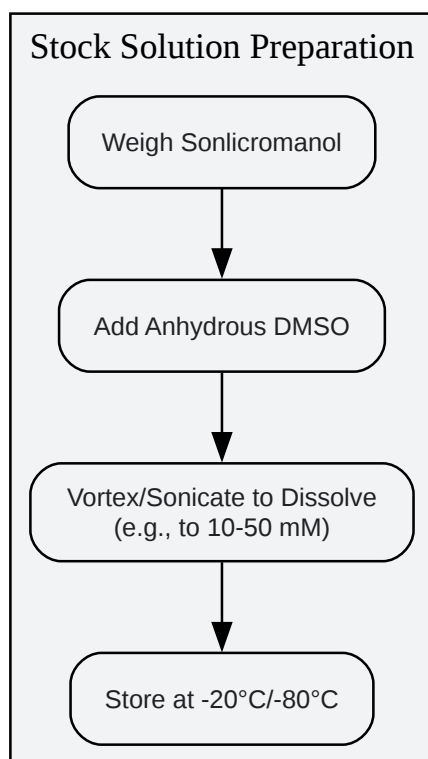 Stock Solution Preparation
Weigh Sonlicromanol
Add Anhydrous DMSO
Vortex/Sonicate to Dissolve
(e.g., to 10-50 mM)
Store at -20°C/-80°C